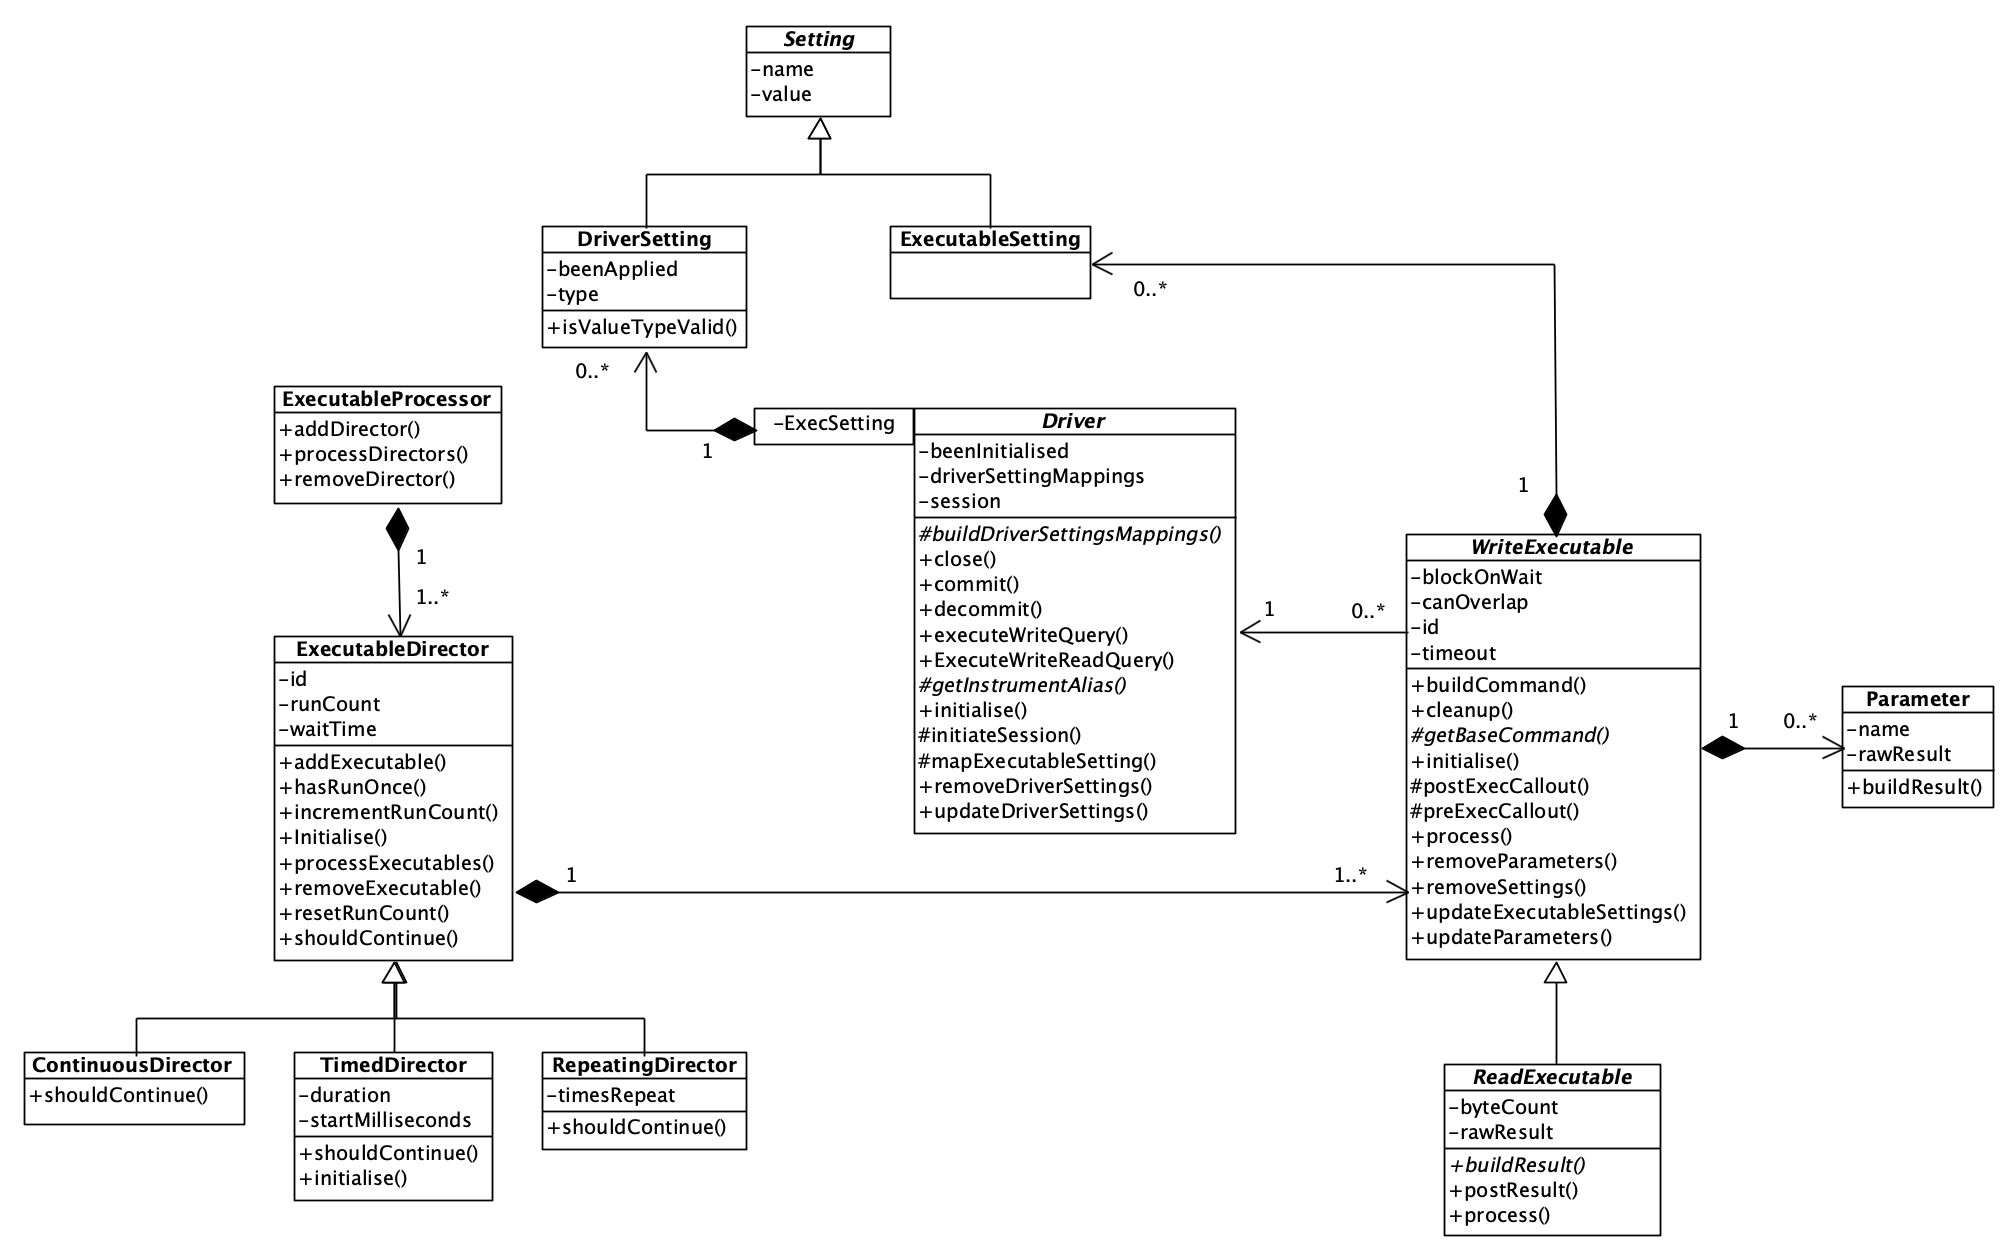 Setting
-name
-value
DriverSetting
-beenApplied
-type
+isValueTypeValid()
ExecutableSetting
0..*
1
0..*
1
-ExecSetting
ExecutableProcessor
+addDirector()
+processDirectors()
+removeDirector()
1
1..*
Driver
-beenInitialised
-driverSettingMappings
-session
#buildDriverSettingsMappings()
+close()
+commit()
+decommit()
+executeWriteQuery()
+ExecuteWriteReadQuery()
#getInstrumentAlias()
+initialise()
#initiateSession()
#mapExecutableSetting()
+removeDriverSettings()
+updateDriverSettings()
1
0..*
WriteExecutable
-blockOnWait
-canOverlap
-id
-timeout
+buildCommand()
+cleanup()
#getBaseCommand()
+initialise()
#postExecCallout()
#preExecCallout()
+process()
+removeParameters()
+removeSettings()
+updateExecutableSettings()
+updateParameters()
1
0..*
Parameter
-name
-rawResult
+buildResult()
ExecutableDirector
-id
-runCount
-waitTime
+addExecutable()
+hasRunOnce()
+incrementRunCount()
+Initialise()
+processExecutables()
+removeExecutable()
+resetRunCount()
+shouldContinue()
1
1..*
ContinuousDirector
+shouldContinue()
TimedDirector
-duration
-startMilliseconds
+shouldContinue()
+initialise()
RepeatingDirector
-timesRepeat
+shouldContinue()
ReadExecutable
-byteCount
-rawResult
+buildResult()
+postResult()
+process()